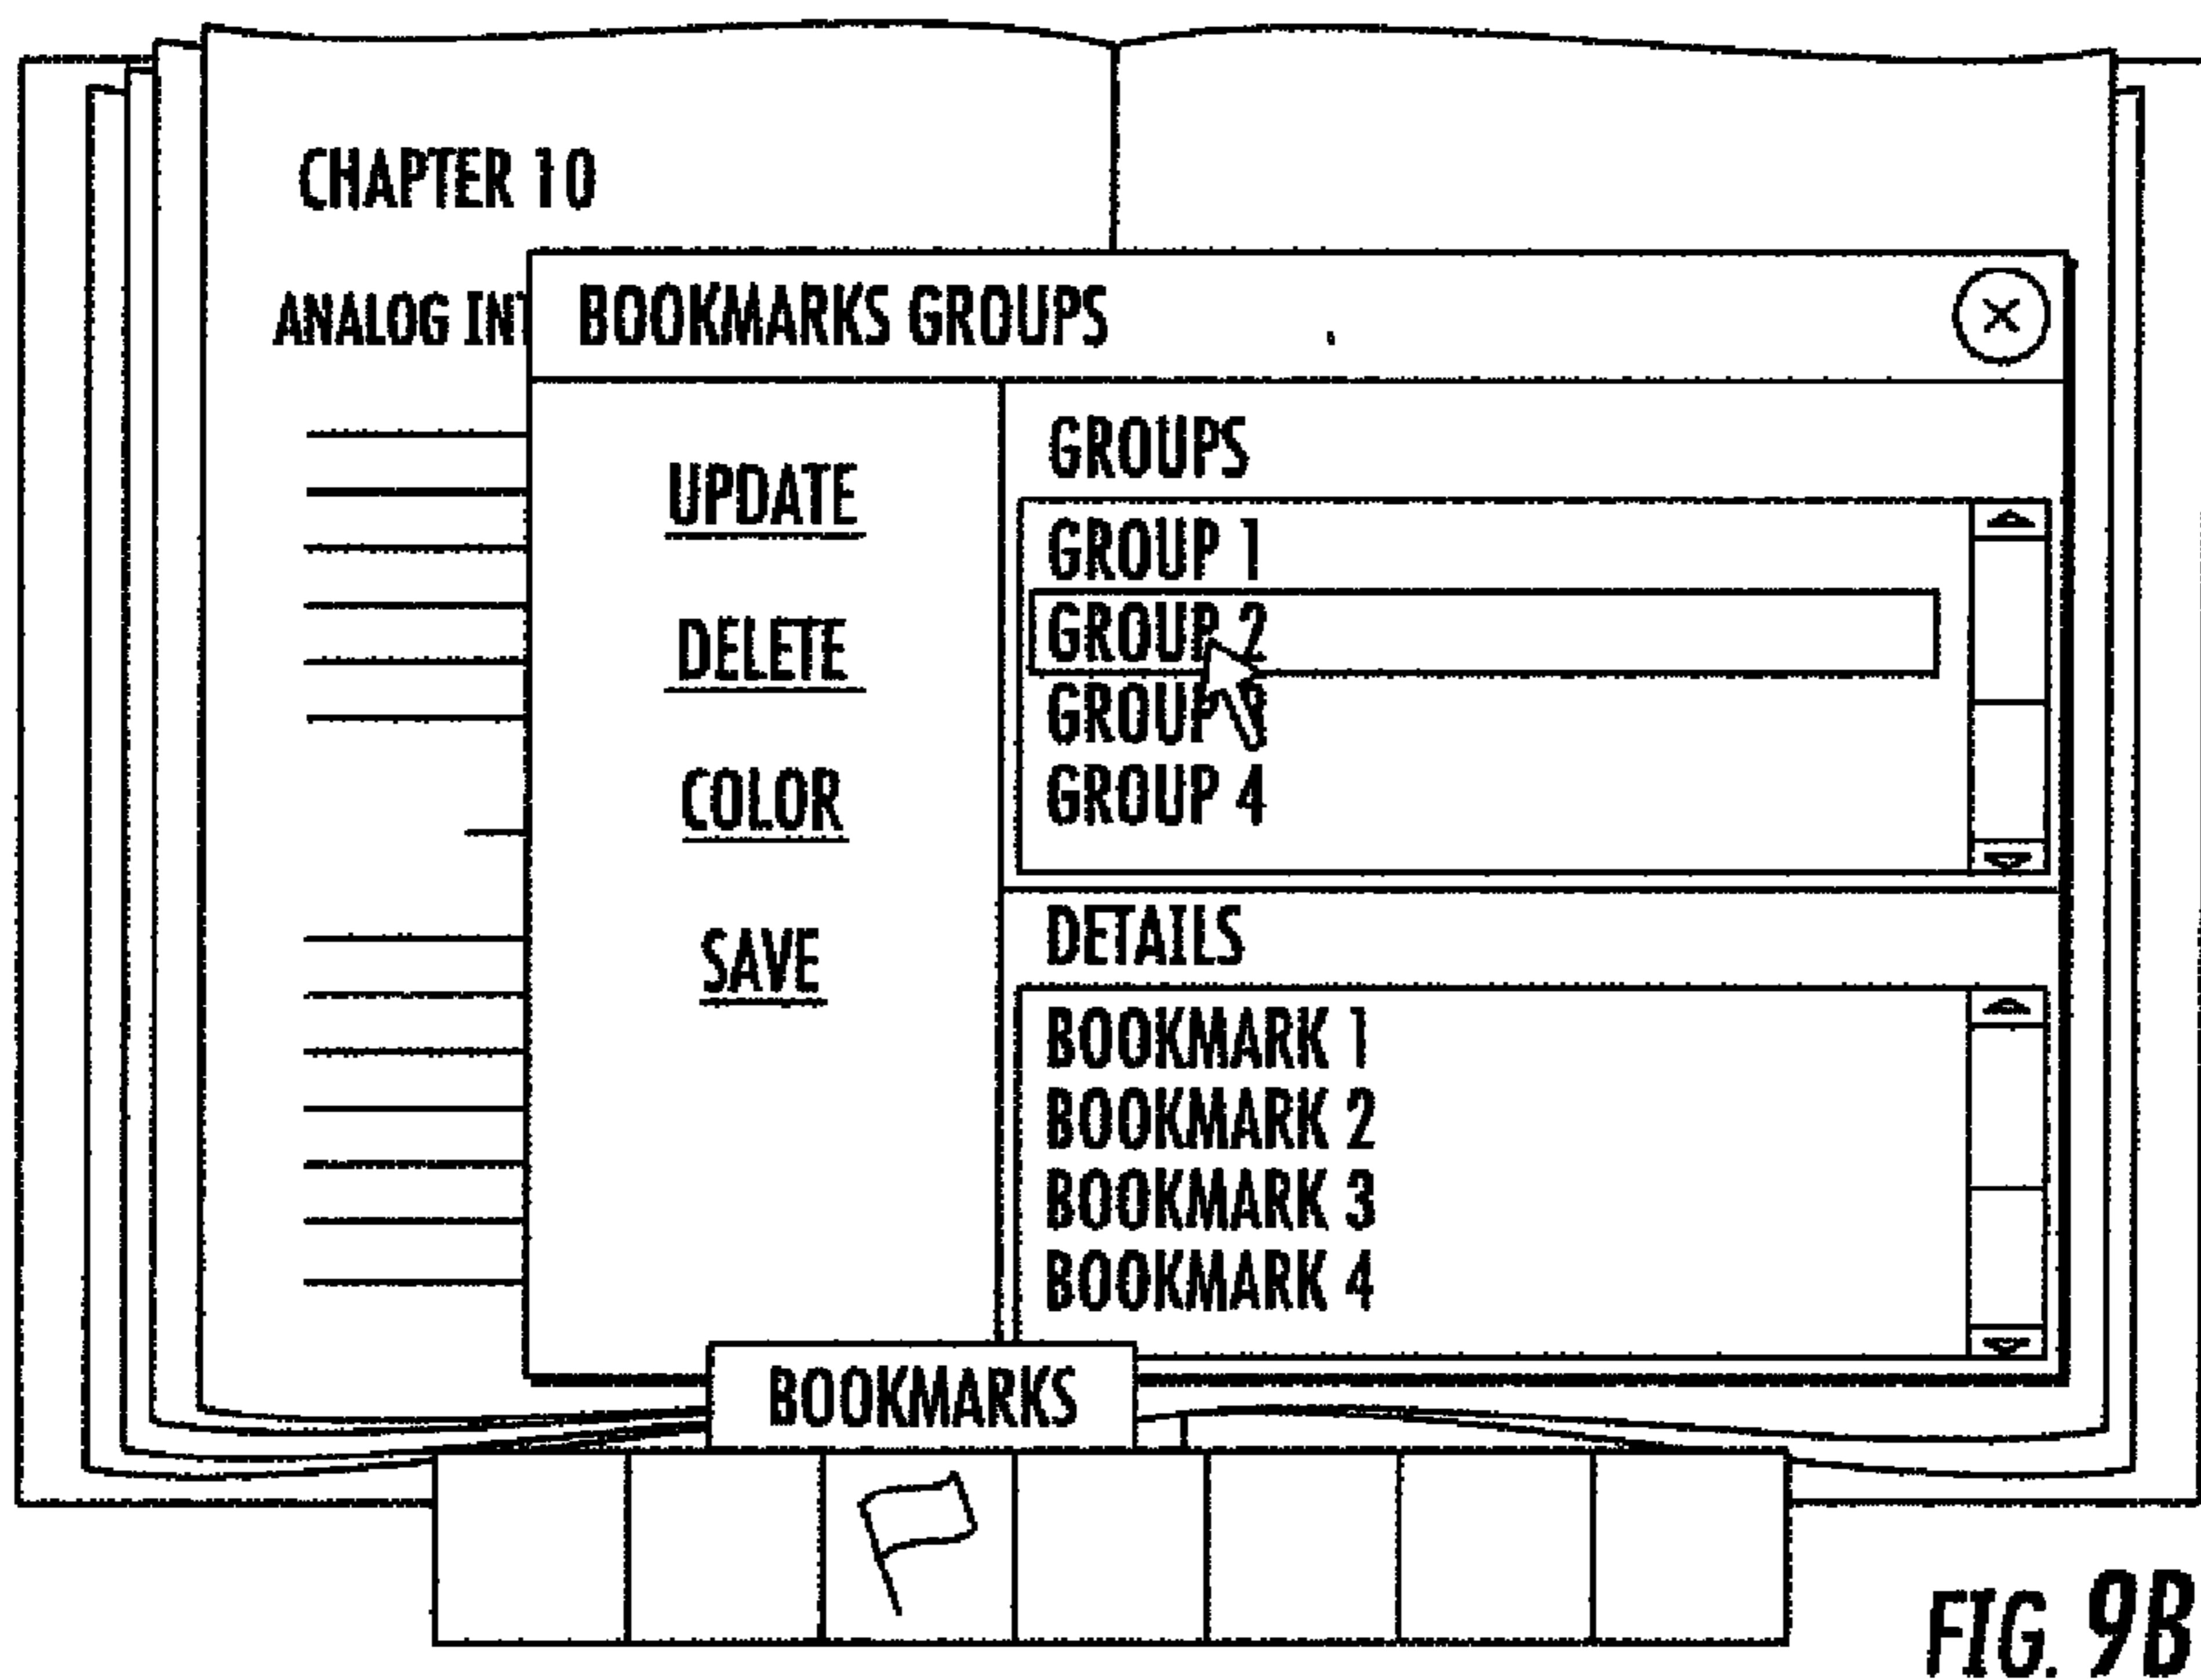 CHAPTER 10
ANALOG INT
BOOKMARKS GROUPS
UPDATE
DELETE
COLOR
SAVE
GROUPS
GROUP 1
GROUP 2
GROUP
GROUP 4
DETAILS
BOOKMARK 1
BOOKMARK 2
BOOKMARK 3
BOOKMARK 4
BOOKMARKS
FIG. 9B